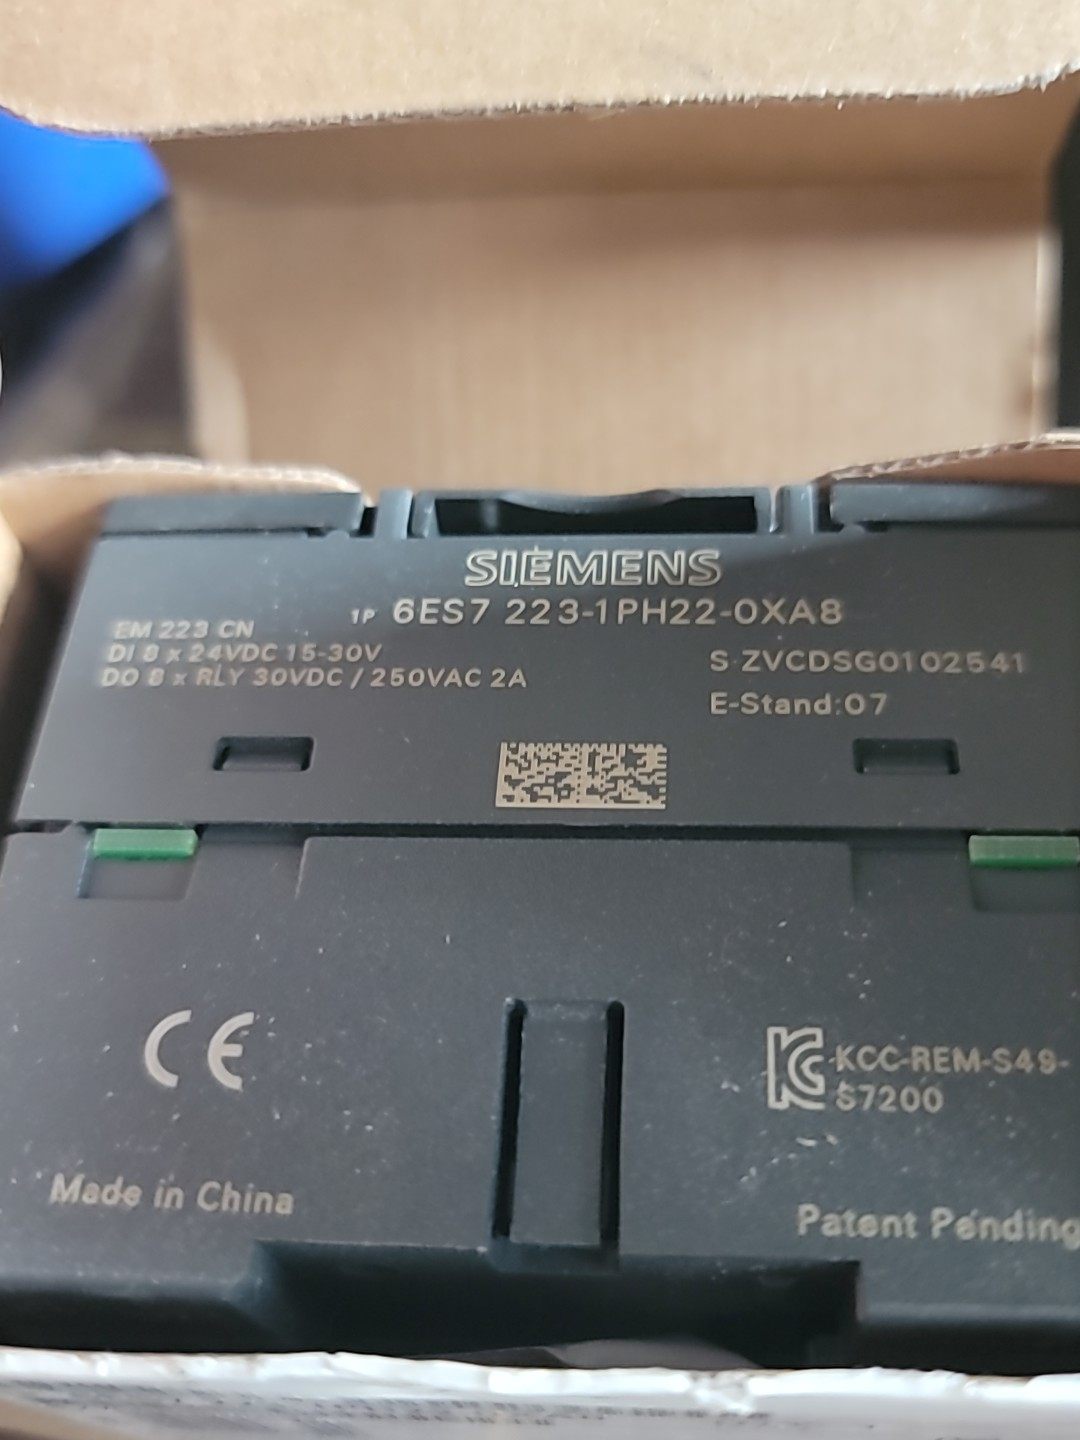 SIEMENS
1P 6ES7 223-1PH22-0XA8
EM 223 CN
DI 8 x 24VDC 15-30V
DO 8 x RLY 30VDC / 250VAC 2A
S ZVCDSG0102541
E-Stand:07
CE
KCC-REM-S49-
S7200
Made in China
Patent Pending